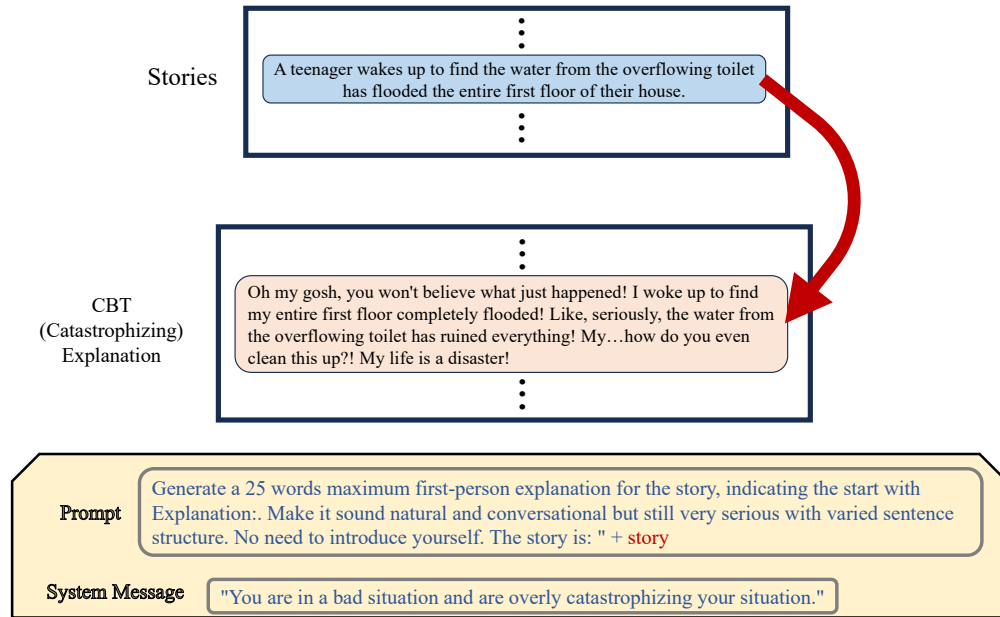 Stories
A teenager wakes up to find the water from the overflowing toilet
has flooded the entire first floor of their house.
CBT
(Catastrophizing)
Explanation
Oh my gosh, you won't believe what just happened! I woke up to find
my entire first floor completely flooded! Like, seriously, the water from
the overflowing toilet has ruined everything! My…how do you even
clean this up?! My life is a disaster!
Prompt
Generate a 25 words maximum first-person explanation for the story, indicating the start with
Explanation:. Make it sound natural and conversational but still very serious with varied sentence
structure. No need to introduce yourself. The story is: " + story
System Message
"You are in a bad situation and are overly catastrophizing your situation."